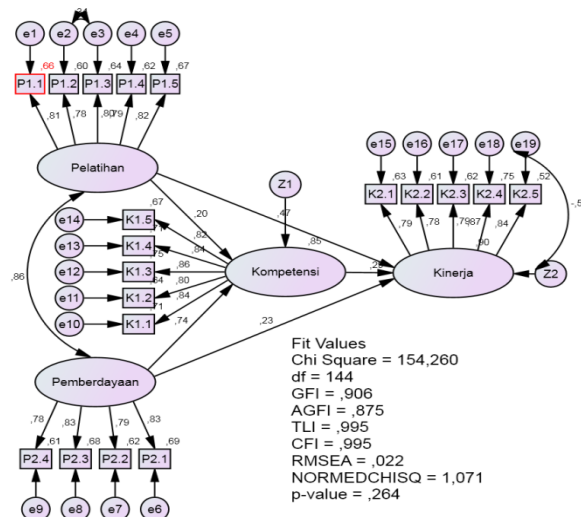 ,24
e1 e2 e3 e4 e5
,66 ,60 ,64 ,62 ,67
P1.1 P1.2 P1.3 P1.4 P1.5
,81 ,78 ,80 ,79 ,82
Pelatihan
e15 e16 e17 e18 e19
,63 ,61 ,62 ,75 ,52
K2.1 K2.2 K2.3 K2.4 K2.5
,79 ,78 ,79 ,87 ,84
Z1
,67
e14 K1.5
e13 K1.4
,75
e12 K1.3
,64
e11 K1.2
,71
e10 K1.1
,20 ,47 ,85
,82
,84
,86
,80
,84
,74
Kompetensi
,90
Kinerja
Z2
,86
,23
Pemberdayaan
,78 ,83 ,79 ,83
,61 ,68 ,62 ,69
P2.4 P2.3 P2.2 P2.1
e9 e8 e7 e6
Fit Values
Chi Square = 154,260
df = 144
GFI = ,906
AGFI = ,875
TLI = ,995
CFI = ,995
RMSEA = ,022
NORMEDCHISQ = 1,071
p-value = ,264